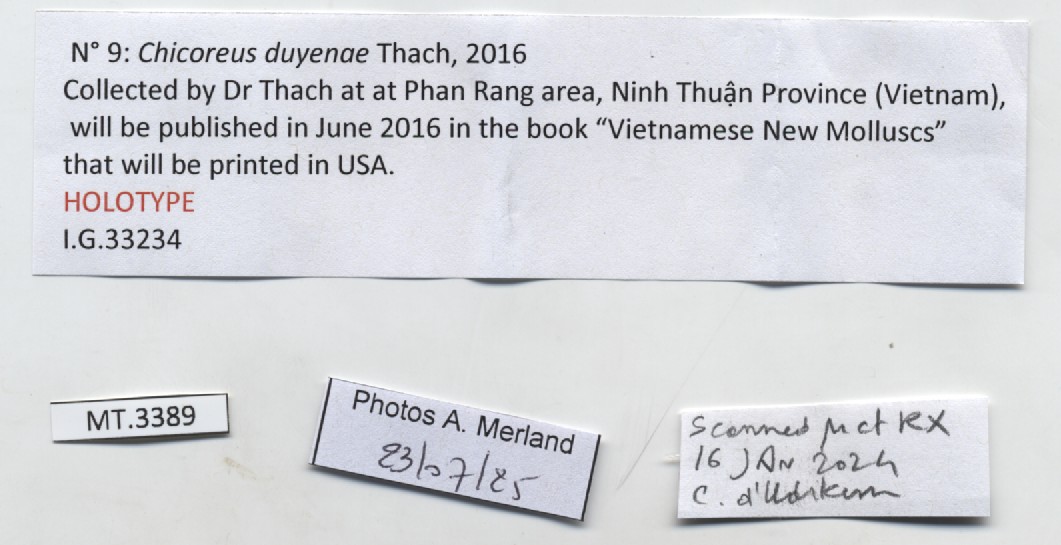 N° 9: Chicoreus duyenae Thach, 2016
Collected by Dr Thach at at Phan Rang area, Ninh Thuận Province (Vietnam),
will be published in June 2016 in the book “Vietnamese New Molluscs”
that will be printed in USA.
HOLOTYPE
I.G.33234
MT.3389
Photos A. Merland
23/07/25
Scanned µct RX
16 JAN 2024
C. d'Udekem